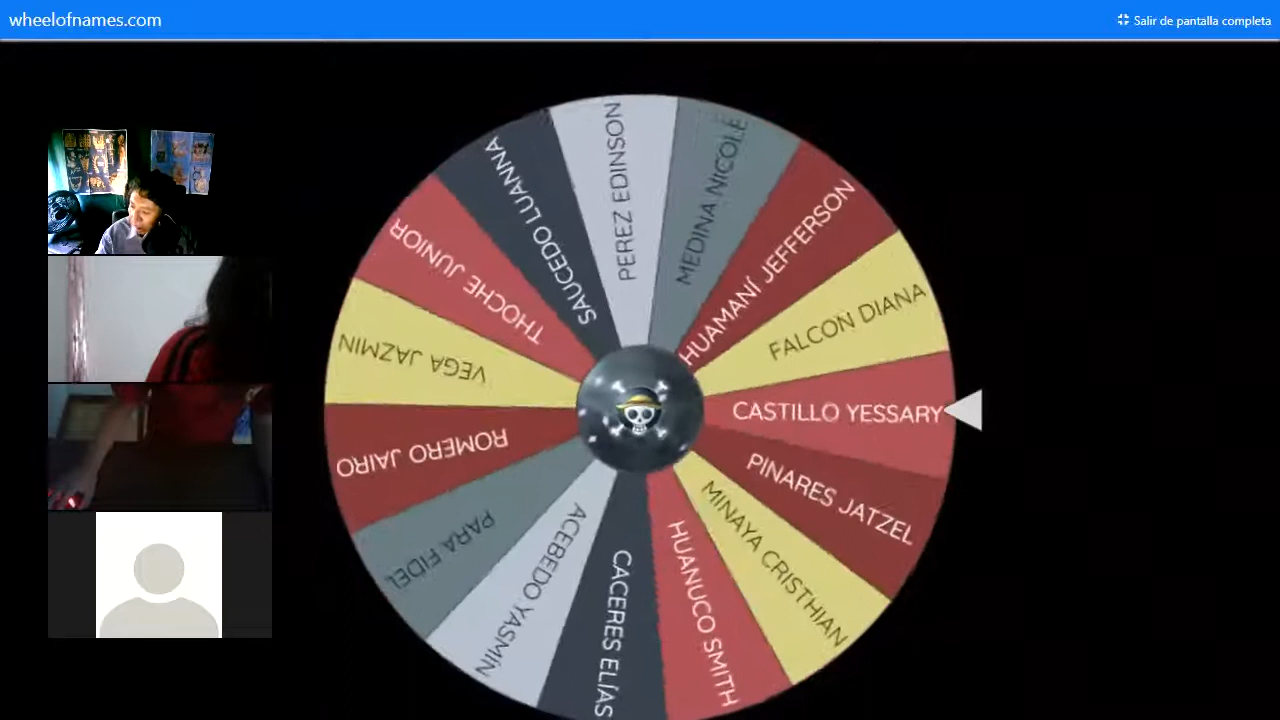 wheelofnames.com
Salir de pantalla completa
PEREZ EDINSON
MEDINA NICOLE
HUAMANÍ JEFFERSON
FALCON DIANA
CASTILLO YESSARY
PINARES JATZEL
MINAYA CRISTHIAN
HUANUCO SMITH
CACERES ELÍAS
ACEBEDO YASMÍN
PARA FIDEL
ROMERO JAIRO
VEGA JAZMIN
THOCHE JUNIOR
SAUCEDO LUANNA